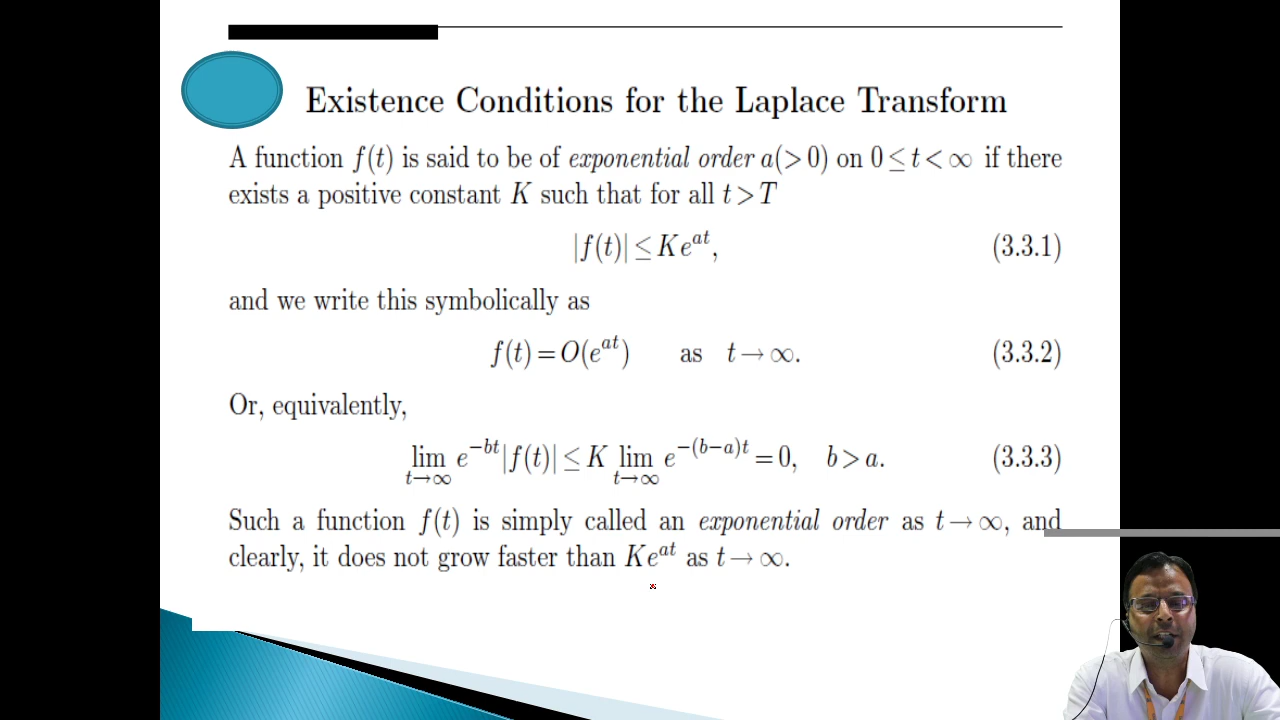 Existence Conditions for the Laplace Transform
A function f(t) is said to be of exponential order a(>0) on 0≤t<∞ if there
exists a positive constant K such that for all t>T
|f(t)| ≤ Ke^{at}, (3.3.1)
and we write this symbolically as
f(t) = O(e^{at}) as t→∞. (3.3.2)
Or, equivalently,
lim_{t→∞} e^{−bt}|f(t)| ≤ K lim_{t→∞} e^{−(b−a)t} = 0, b>a. (3.3.3)
Such a function f(t) is simply called an exponential order as t→∞, and
clearly, it does not grow faster than Ke^{at} as t→∞.